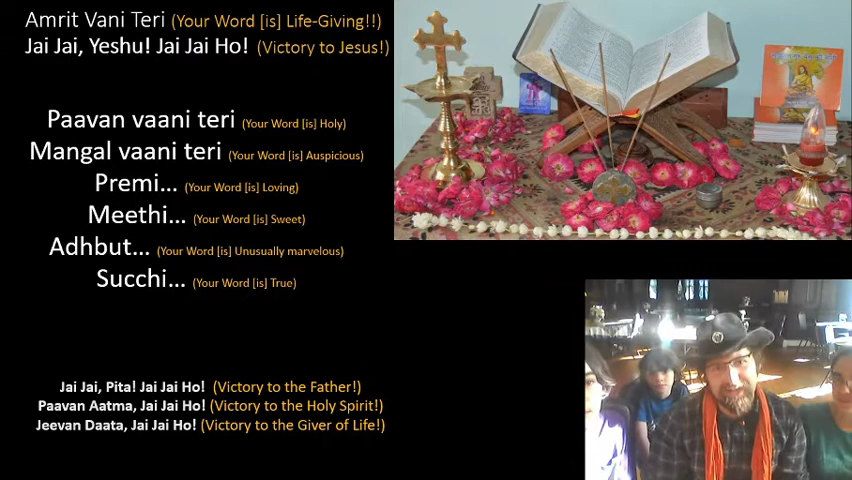 Amrit Vani Teri (Your Word [is] Life-Giving!!)
Jai Jai, Yeshu! Jai Jai Ho! (Victory to Jesus!)
Paavan vaani teri (Your Word [is] Holy)
Mangal vaani teri (Your Word [is] Auspicious)
Premi... (Your Word [is] Loving)
Meethi... (Your Word [is] Sweet)
Adhbut... (Your Word [is] Unusually marvelous)
Succhi... (Your Word [is] True)
Jai Jai, Pita! Jai Jai Ho! (Victory to the Father!)
Paavan Aatma, Jai Jai Ho! (Victory to the Holy Spirit!)
Jeevan Daata, Jai Jai Ho! (Victory to the Giver of Life!)